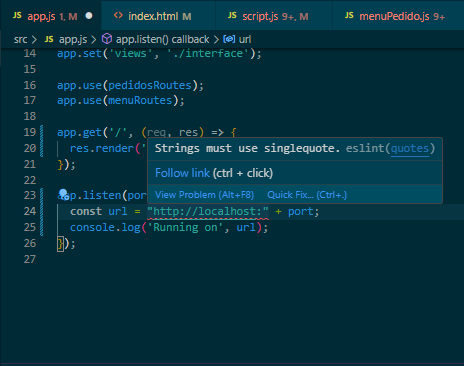 JS app.js 1, M ●
<> index.html M
JS script.js 9+, M
JS menuPedido.js 9+
src > JS app.js > app.listen() callback > url
14 app.set('views', './interface');
15
16 app.use(pedidosRoutes);
17 app.use(menuRoutes);
18
19 app.get('/', (req, res) => {
20 res.render('
21 });
Strings must use singlequote. eslint(quotes)
Follow link (ctrl + click)
View Problem (Alt+F8) Quick Fix... (Ctrl+.)
23 app.listen(por
24 const url = "http://localhost:" + port;
25 console.log('Running on', url);
26 });
27